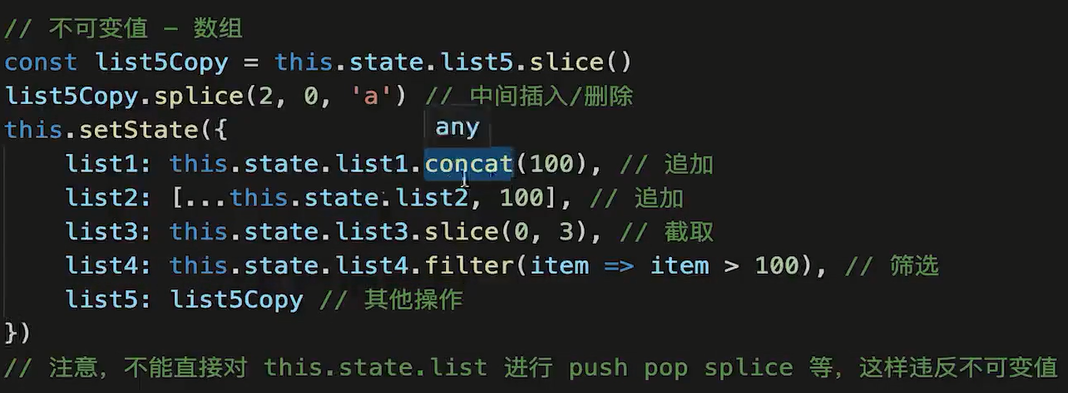 // 不可变值 - 数组
const list5Copy = this.state.list5.slice()
list5Copy.splice(2, 0, 'a') // 中间插入/删除
this.setState({
any
list1: this.state.list1.concat(100), // 追加
list2: [...this.state.list2, 100], // 追加
list3: this.state.list3.slice(0, 3), // 截取
list4: this.state.list4.filter(item => item > 100), // 筛选
list5: list5Copy // 其他操作
})
// 注意，不能直接对 this.state.list 进行 push pop splice 等，这样违反不可变值